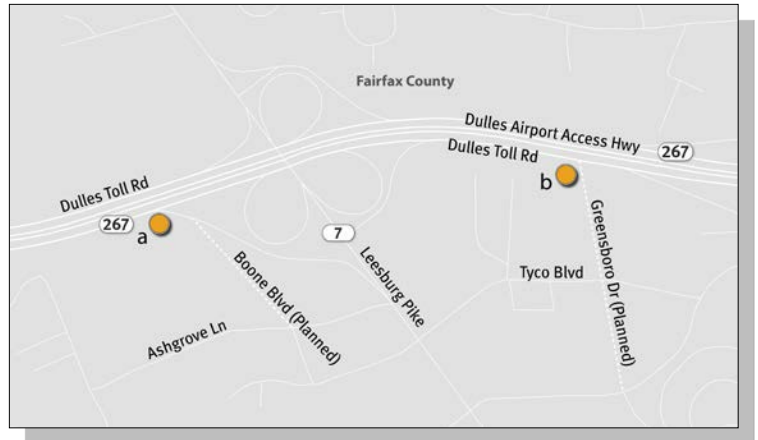 Fairfax County
Dulles Airport Access Hwy
267
Dulles Toll Rd
b
Dulles Toll Rd
267
a
7
Greensboro Dr (Planned)
Boone Blvd (Planned)
Leesburg Pike
Tyco Blvd
Ashgrove Ln